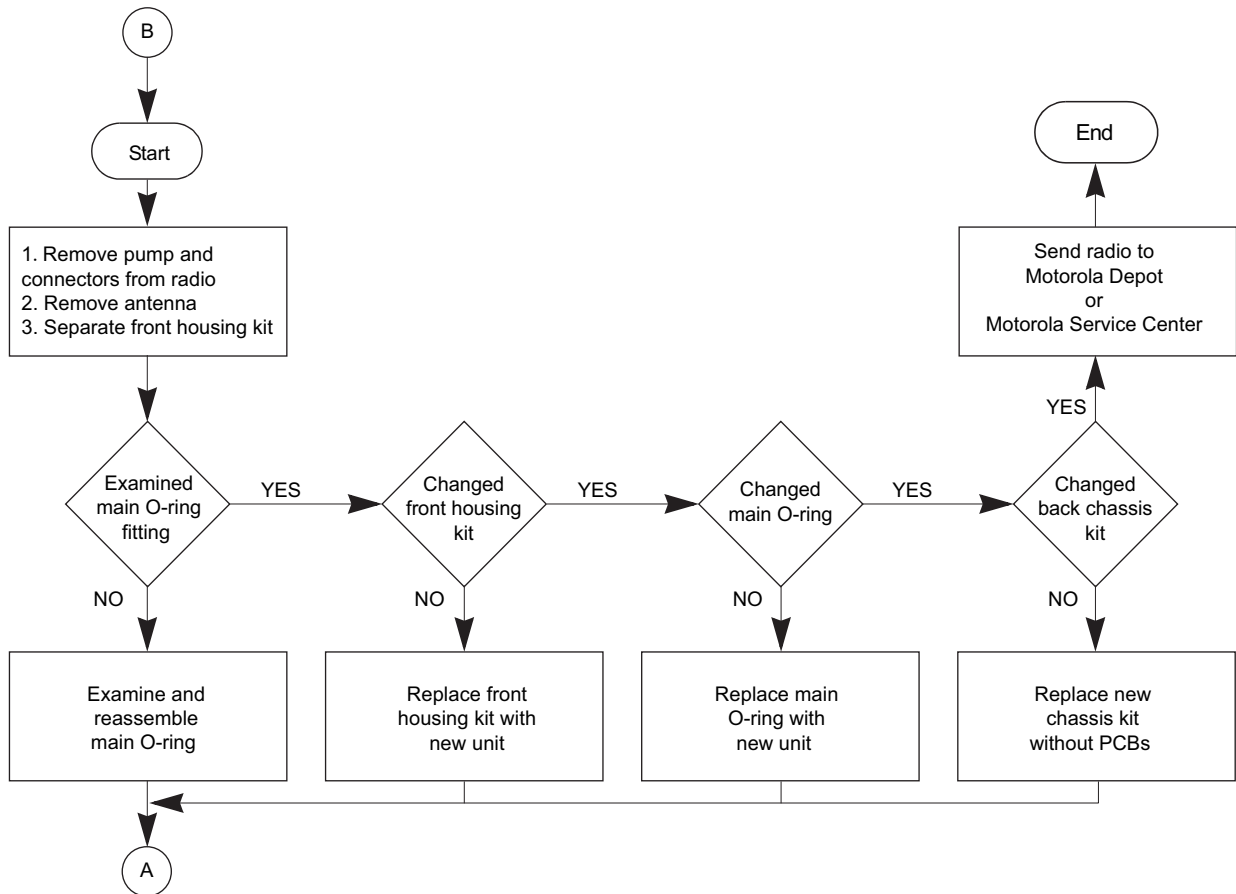 B
Start
End
1. Remove pump and
connectors from radio
2. Remove antenna
3. Separate front housing kit
Send radio to
Motorola Depot
or
Motorola Service Center
YES
Examined
main O-ring
fitting
YES
Changed
front housing
kit
YES
Changed
main O-ring
YES
Changed
back chassis
kit
NO
NO
NO
NO
Examine and
reassemble
main O-ring
Replace front
housing kit with
new unit
Replace main
O-ring with
new unit
Replace new
chassis kit
without PCBs
A